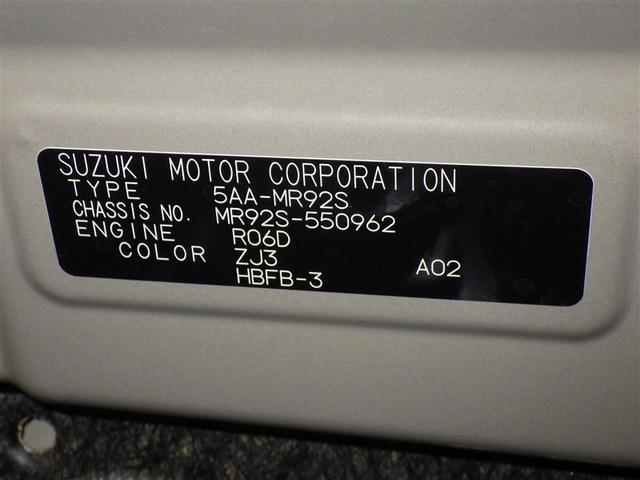 SUZUKI MOTOR CORPORATION
TYPE 5AA-MR92S
CHASSIS NO. MR92S-550962
ENGINE R06D
COLOR ZJ3
HBFB-3 A02